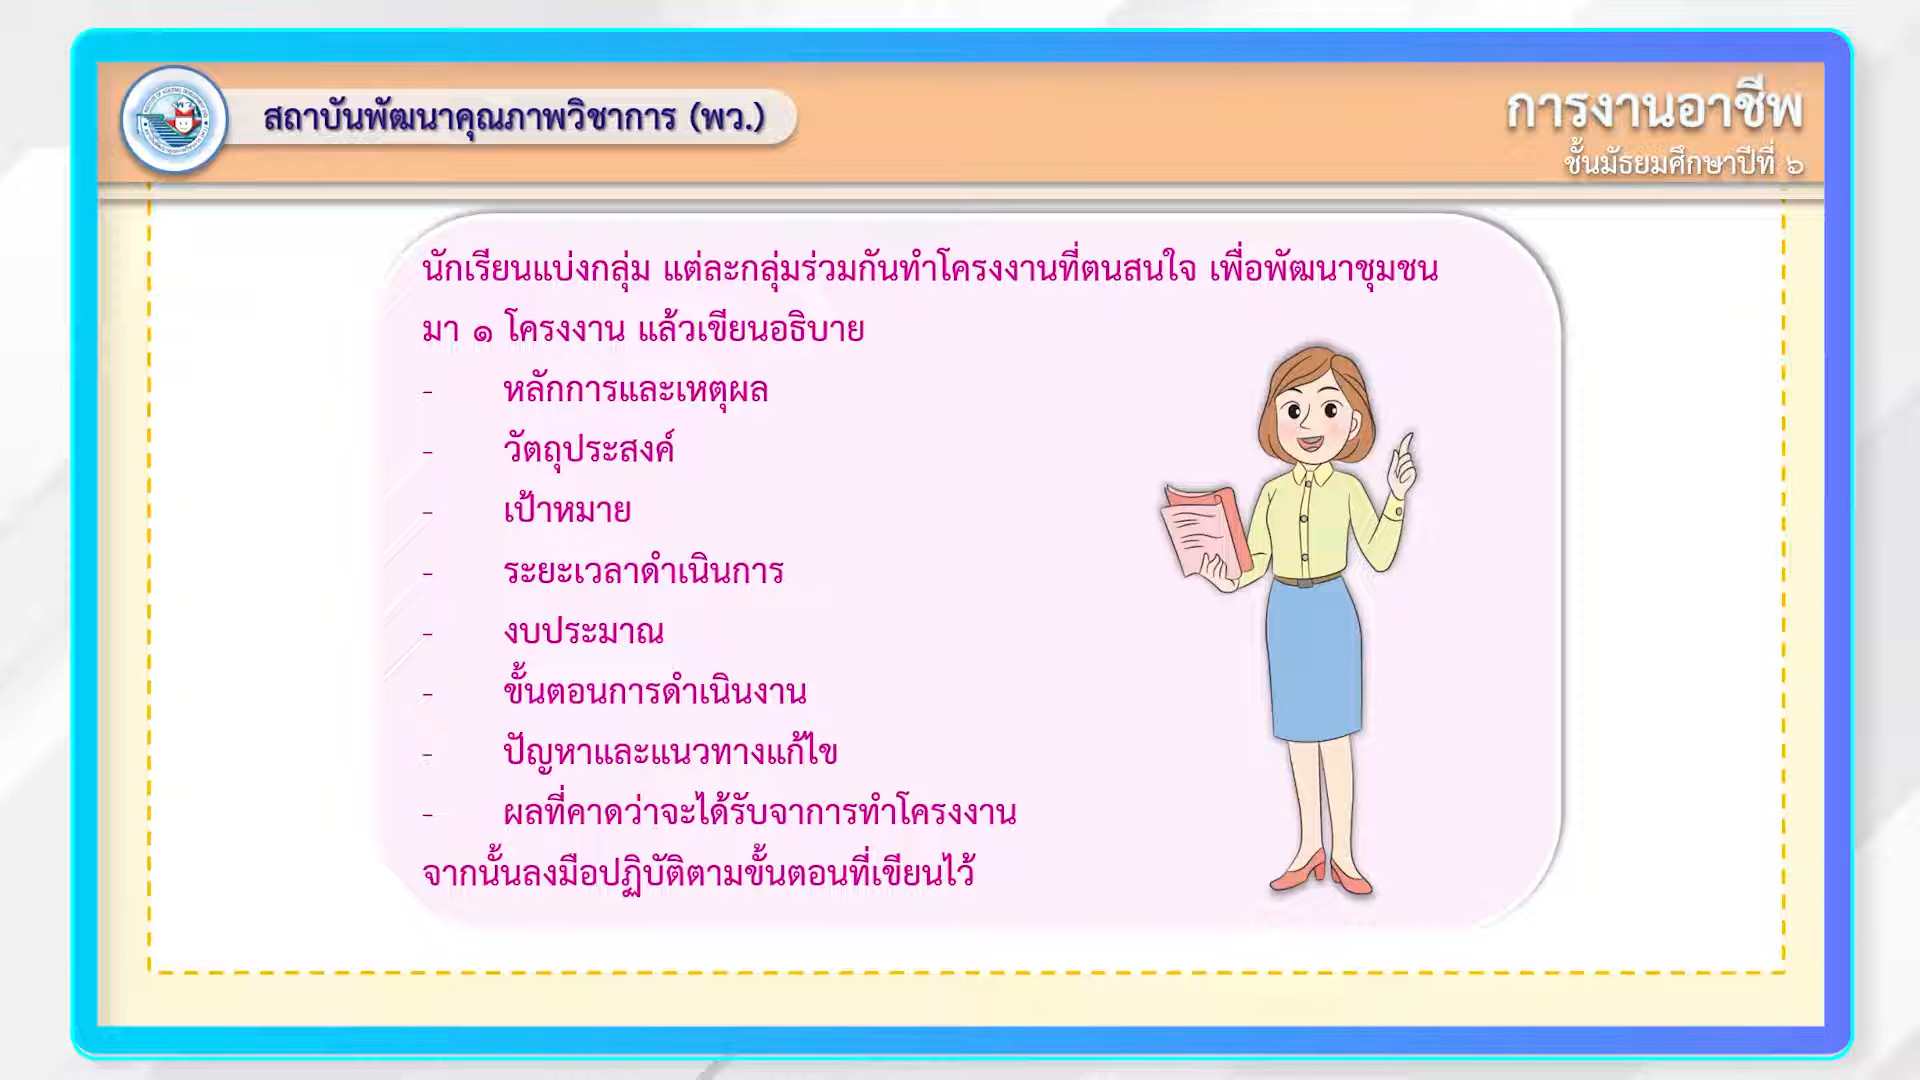 สถาบันพัฒนาคุณภาพวิชาการ (พว.)
การงานอาชีพ
ชั้นมัธยมศึกษาปีที่ ๖
นักเรียนแบ่งกลุ่ม แต่ละกลุ่มร่วมกันทำโครงงานที่ตนสนใจ เพื่อพัฒนาชุมชน
มา ๑ โครงงาน แล้วเขียนอธิบาย
- หลักการและเหตุผล
- วัตถุประสงค์
- เป้าหมาย
- ระยะเวลาดำเนินการ
- งบประมาณ
- ขั้นตอนการดำเนินงาน
- ปัญหาและแนวทางแก้ไข
- ผลที่คาดว่าจะได้รับจาการทำโครงงาน
จากนั้นลงมือปฏิบัติตามขั้นตอนที่เขียนไว้